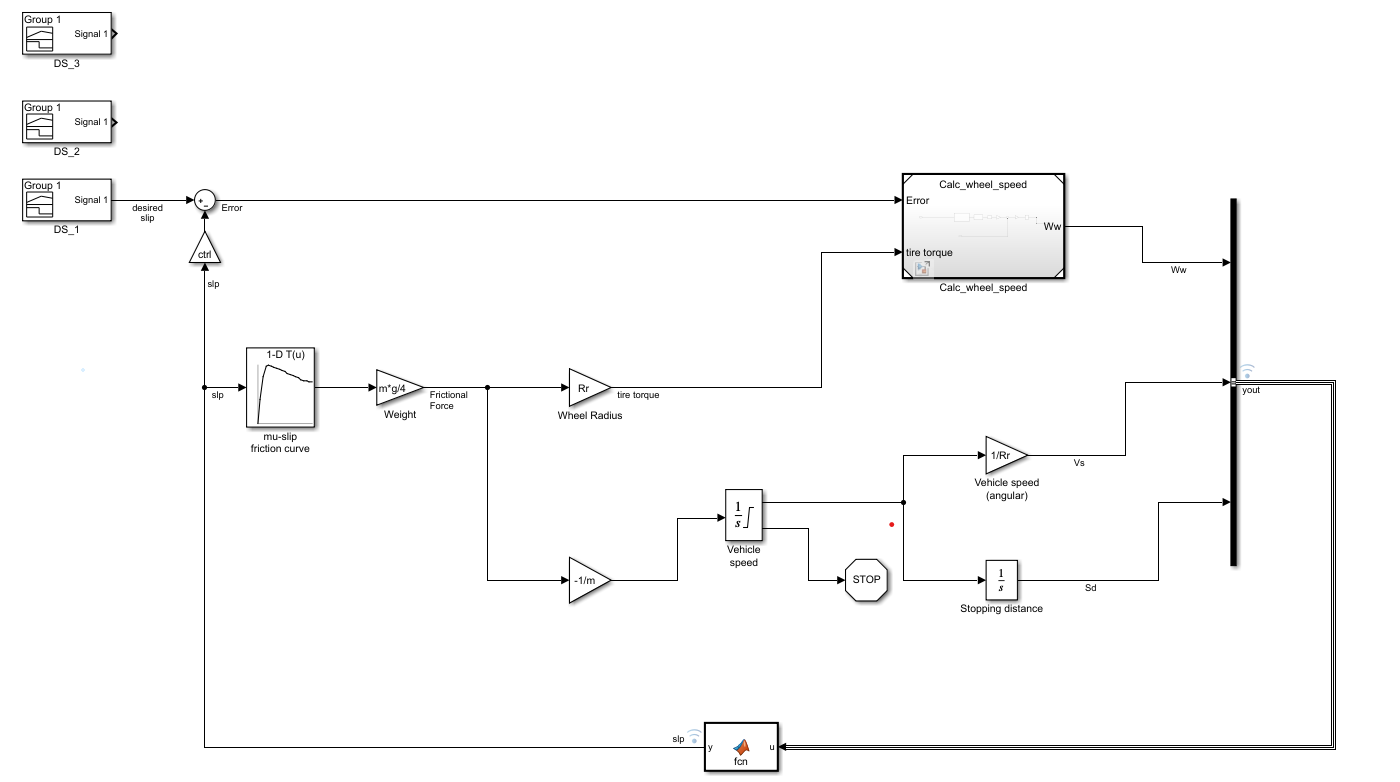 Group 1
Signal 1
DS_3
Group 1
Signal 1
DS_2
Group 1
Signal 1
DS_1
desired
slip
+
-
Error
ctrl
slp
slp
1-D T(u)
mu-slip
friction curve
m*g/4
Weight
Frictional
Force
Rr
Wheel Radius
tire torque
Calc_wheel_speed
Error
Ww
tire torque
Calc_wheel_speed
Ww
yout
-1/m
1
s
Vehicle
speed
STOP
1/Rr
Vehicle speed
(angular)
Vs
1
s
Stopping distance
Sd
slp
y
u
fcn